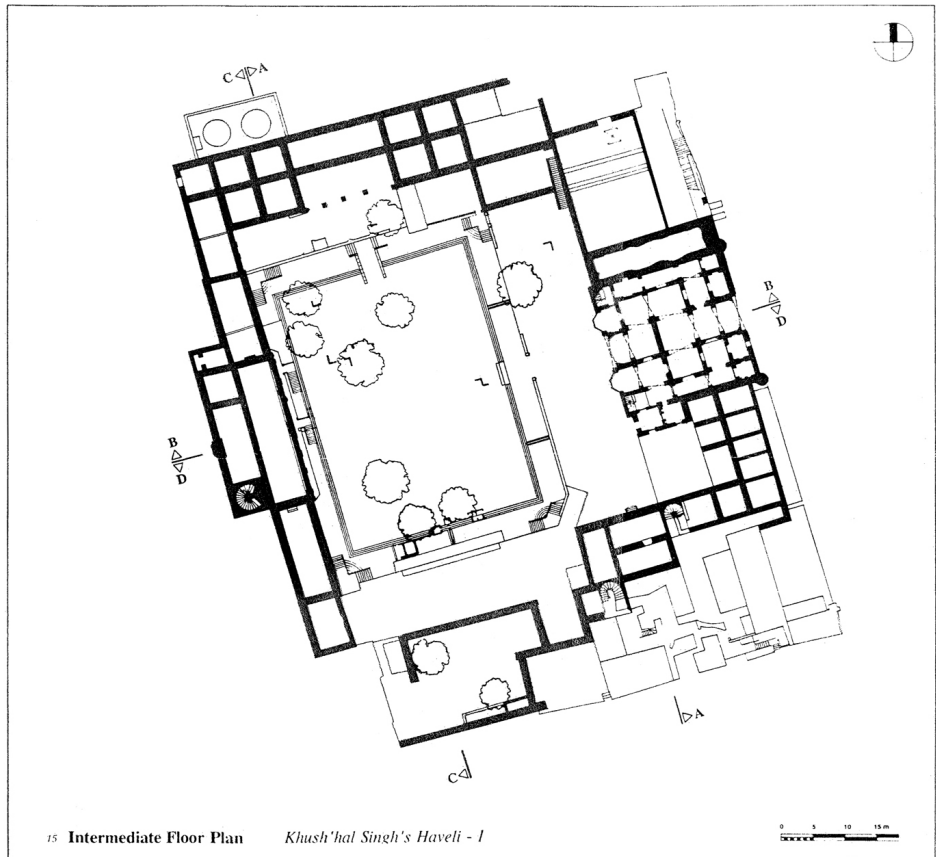 C A
B
D
B
D
A
C
15 Intermediate Floor Plan Khush'hal Singh's Haveli - I
0 5 10 15 m